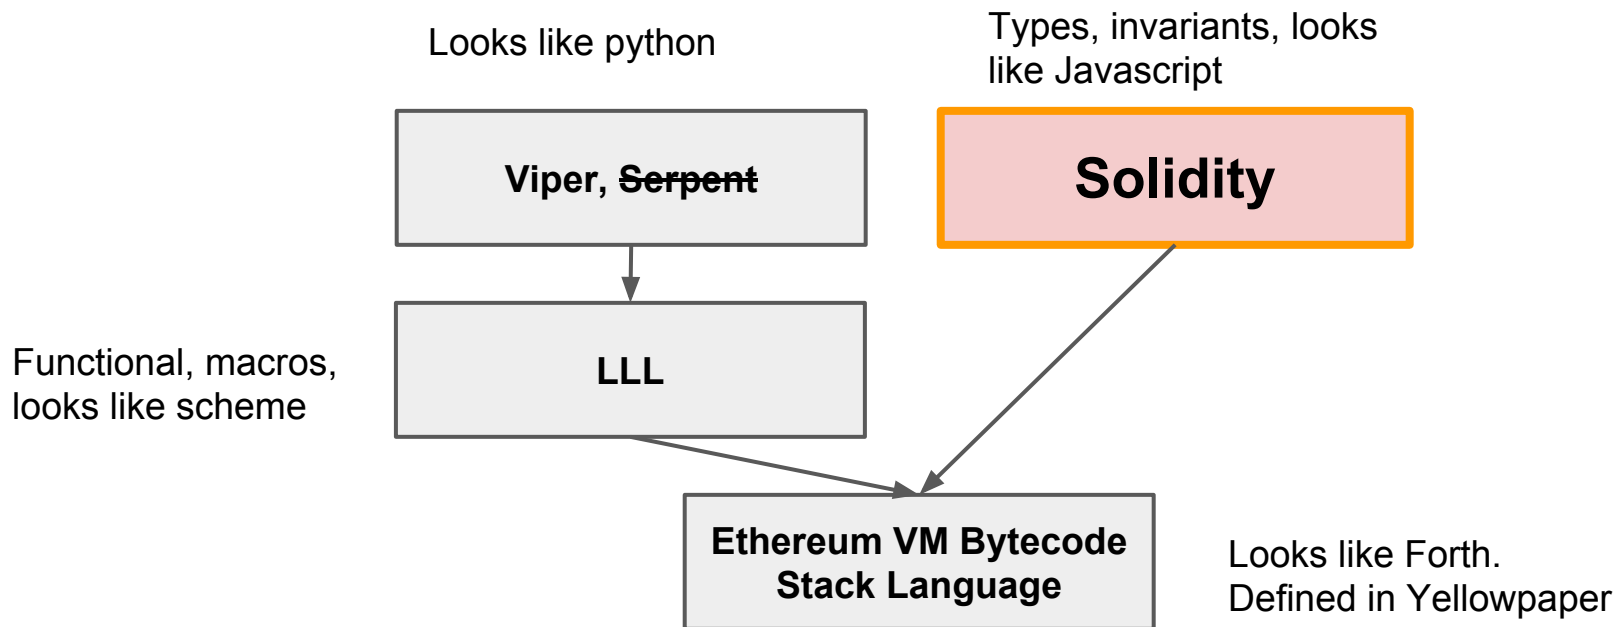 Looks like python
Types, invariants, looks
like Javascript
Viper, Serpent
Solidity
Functional, macros,
looks like scheme
LLL
Ethereum VM Bytecode
Stack Language
Looks like Forth.
Defined in Yellowpaper